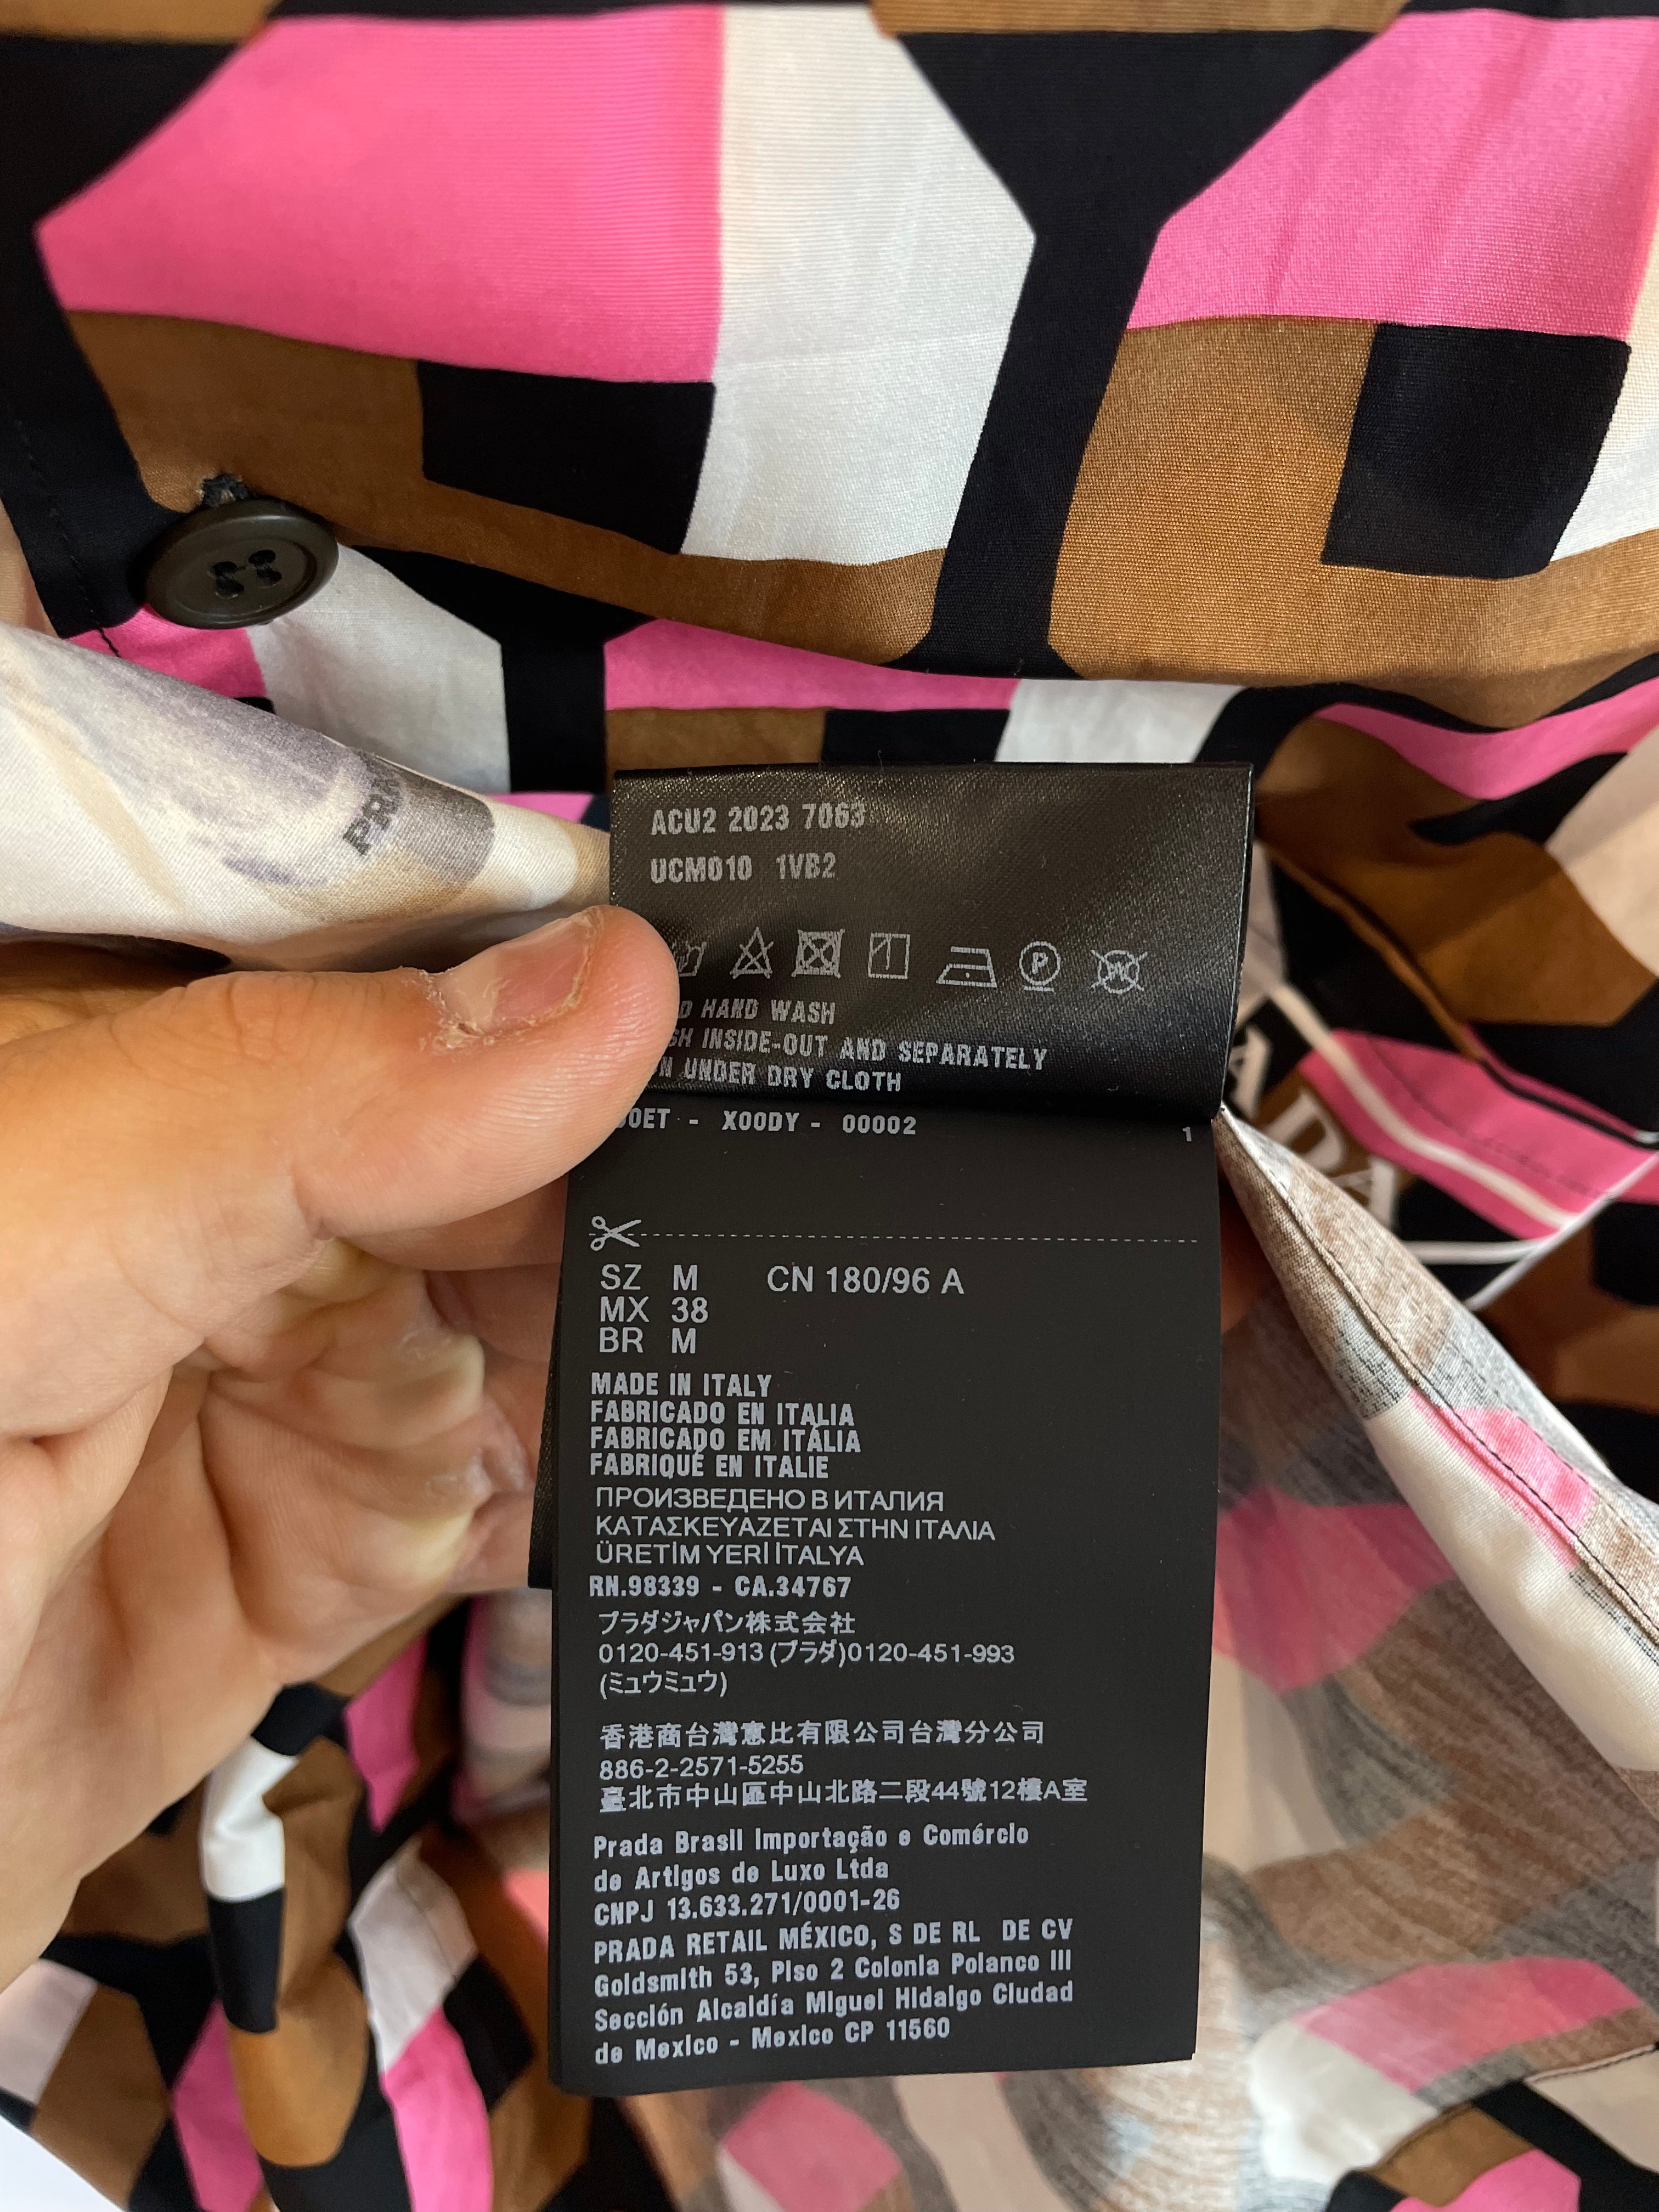 ACU2 2023 7063
UCM010 1VB2
HAND WASH
INSIDE-OUT AND SEPARATELY
UNDER DRY CLOTH
- X00DY - 00002
1
SZ M CN 180/96 A
MX 38
BR M
MADE IN ITALY
FABRICADO EN ITALIA
FABRICADO EM ITÁLIA
FABRIQUÉ EN ITALIE
ПРОИЗВЕДЕНО В ИТАЛИЯ
ΚΑΤΑΣΚΕΥΑΖΕΤΑΙ ΣΤΗΝ ΙΤΑΛΙΑ
ÜRETİM YERİ İTALYA
RN.98339 - CA.34767
プラダジャパン株式会社
0120-451-913 (プラダ)0120-451-993
(ミュウミュウ)
香港商台灣惠比有限公司台灣分公司
886-2-2571-5255
臺北市中山區中山北路二段44號12樓A室
Prada Brasil Importação e Comércio
de Artigos de Luxo Ltda
CNPJ 13.633.271/0001-26
PRADA RETAIL MÉXICO, S DE RL DE CV
Goldsmith 53, Piso 2 Colonia Polanco III
Sección Alcaldía Miguel Hidalgo Ciudad
de Mexico - Mexico CP 11560